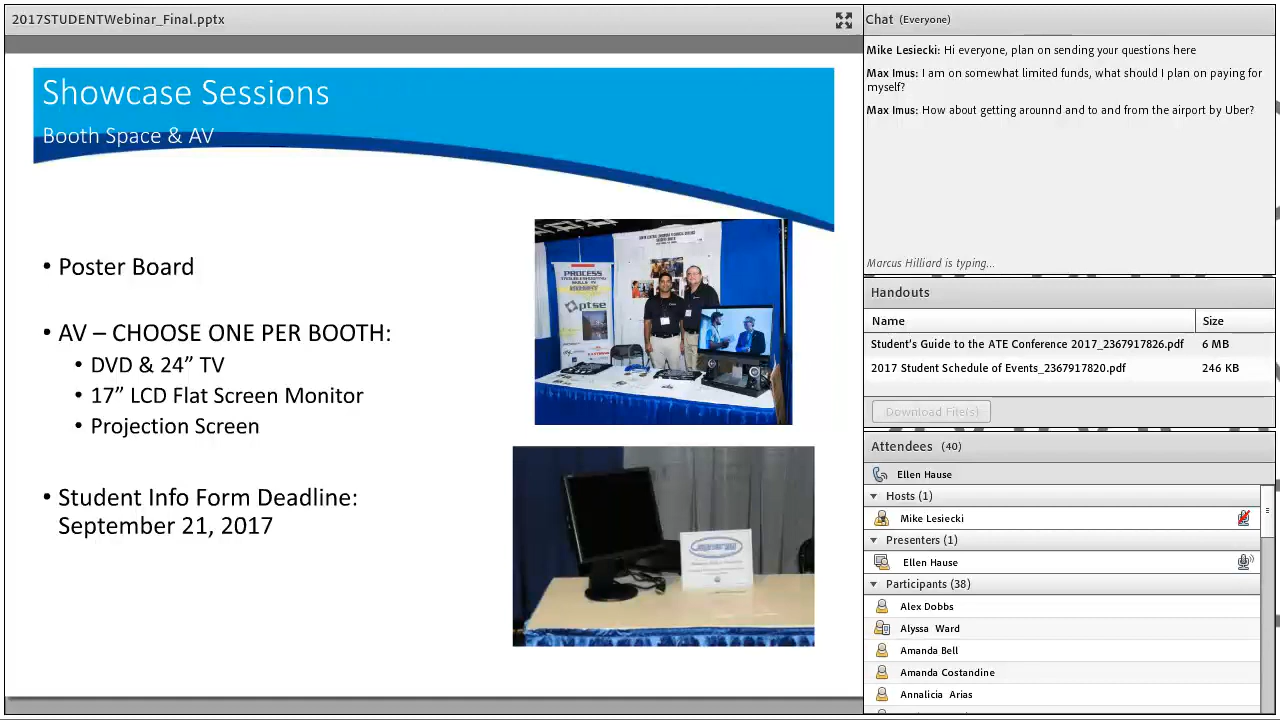 2017STUDENTWebinar_Final.pptx
Showcase Sessions
Booth Space & AV
• Poster Board
• AV – CHOOSE ONE PER BOOTH:
• DVD & 24” TV
• 17” LCD Flat Screen Monitor
• Projection Screen
• Student Info Form Deadline:
September 21, 2017
PROCESS
TROUBLESHOOTING
SKILLS IN
ptse
Chat (Everyone)
Mike Lesiecki: Hi everyone, plan on sending your questions here
Max Imus: I am on somewhat limited funds, what should I plan on paying for
myself?
Max Imus: How about getting arounnd and to and from the airport by Uber?
Marcus Hilliard is typing...
Handouts
Name Size
Student's Guide to the ATE Conference 2017_2367917826.pdf 6 MB
2017 Student Schedule of Events_2367917820.pdf 246 KB
Download File(s)
Attendees (40)
Ellen Hause
Hosts (1)
Mike Lesiecki
Presenters (1)
Ellen Hause
Participants (38)
Alex Dobbs
Alyssa Ward
Amanda Bell
Amanda Costandine
Annalicia Arias